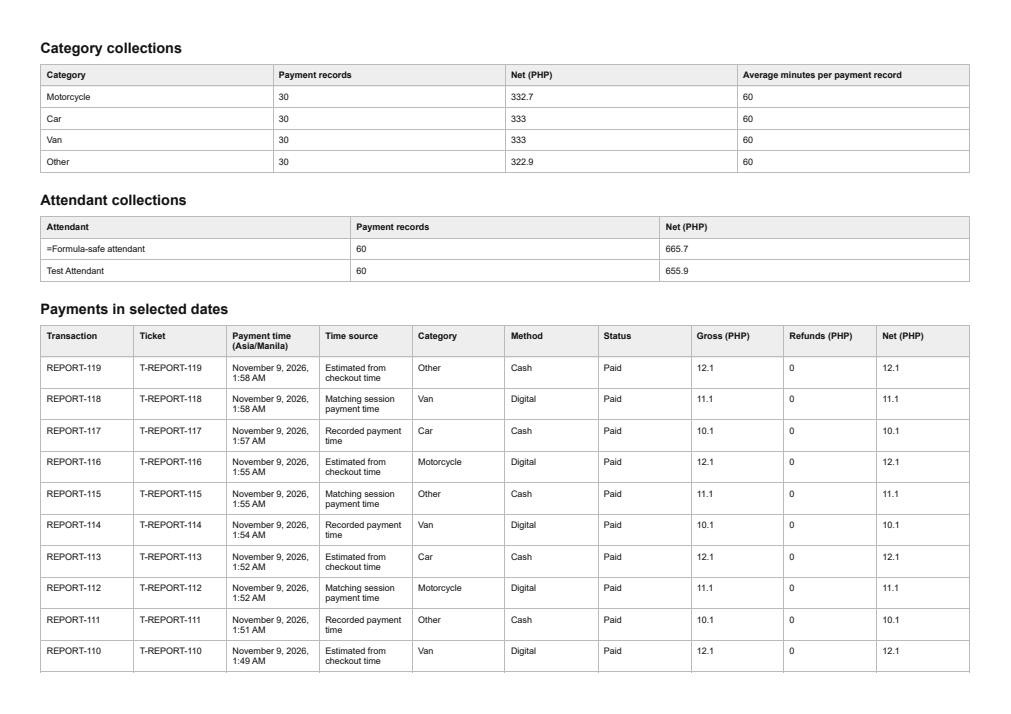 Category collections
Category Payment records Net (PHP) Average minutes per payment record
Motorcycle 30 332.7 60
Car 30 333 60
Van 30 333 60
Other 30 322.9 60
Attendant collections
Attendant Payment records Net (PHP)
=Formula-safe attendant 60 665.7
Test Attendant 60 655.9
Payments in selected dates
Transaction Ticket Payment time Time source Category Method Status Gross (PHP) Refunds (PHP) Net (PHP)
(Asia/Manila)
REPORT-119 T-REPORT-119 November 9, 2026, Estimated from Other Cash Paid 12.1 0 12.1
1:58 AM checkout time
REPORT-118 T-REPORT-118 November 9, 2026, Matching session Van Digital Paid 11.1 0 11.1
1:58 AM payment time
REPORT-117 T-REPORT-117 November 9, 2026, Recorded payment Car Cash Paid 10.1 0 10.1
1:57 AM time
REPORT-116 T-REPORT-116 November 9, 2026, Estimated from Motorcycle Digital Paid 12.1 0 12.1
1:55 AM checkout time
REPORT-115 T-REPORT-115 November 9, 2026, Matching session Other Cash Paid 11.1 0 11.1
1:55 AM payment time
REPORT-114 T-REPORT-114 November 9, 2026, Recorded payment Van Digital Paid 10.1 0 10.1
1:54 AM time
REPORT-113 T-REPORT-113 November 9, 2026, Estimated from Car Cash Paid 12.1 0 12.1
1:52 AM checkout time
REPORT-112 T-REPORT-112 November 9, 2026, Matching session Motorcycle Digital Paid 11.1 0 11.1
1:52 AM payment time
REPORT-111 T-REPORT-111 November 9, 2026, Recorded payment Other Cash Paid 10.1 0 10.1
1:51 AM time
REPORT-110 T-REPORT-110 November 9, 2026, Estimated from Van Digital Paid 12.1 0 12.1
1:49 AM checkout time